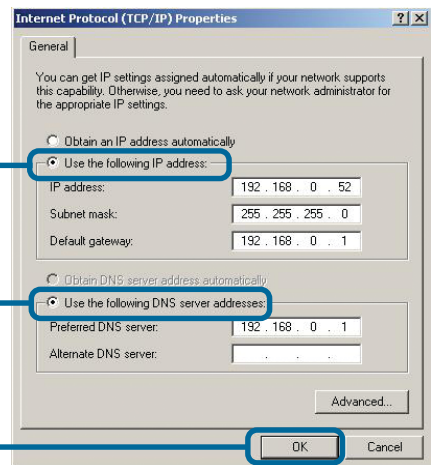 Internet Protocol (TCP/IP) Properties
General
You can get IP settings assigned automatically if your network supports
this capability. Otherwise, you need to ask your network administrator for
the appropriate IP settings.
Obtain an IP address automatically
Use the following IP address:
IP address: 192 . 168 . 0 . 52
Subnet mask: 255 . 255 . 255 . 0
Default gateway: 192 . 168 . 0 . 1
Obtain DNS server address automatically
Use the following DNS server addresses:
Preferred DNS server: 192 . 168 . 0 . 1
Alternate DNS server: . . .
Advanced...
OK Cancel